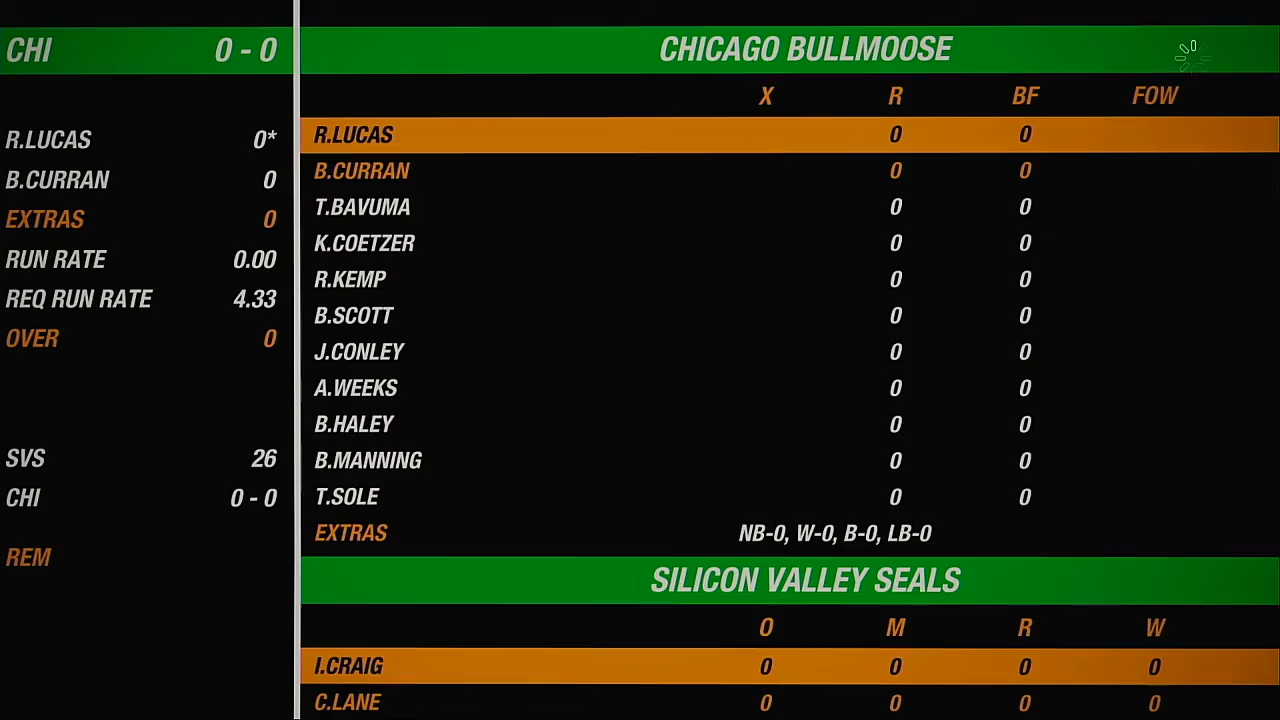 CHI 0 - 0
R.LUCAS 0*
B.CURRAN 0
EXTRAS 0
RUN RATE 0.00
REQ RUN RATE 4.33
OVER 0
SVS 26
CHI 0 - 0
REM
CHICAGO BULLMOOSE
X R BF FOW
R.LUCAS 0 0
B.CURRAN 0 0
T.BAVUMA 0 0
K.COETZER 0 0
R.KEMP 0 0
B.SCOTT 0 0
J.CONLEY 0 0
A.WEEKS 0 0
B.HALEY 0 0
B.MANNING 0 0
T.SOLE 0 0
EXTRAS NB-0, W-0, B-0, LB-0
SILICON VALLEY SEALS
O M R W
I.CRAIG 0 0 0 0
C.LANE 0 0 0 0